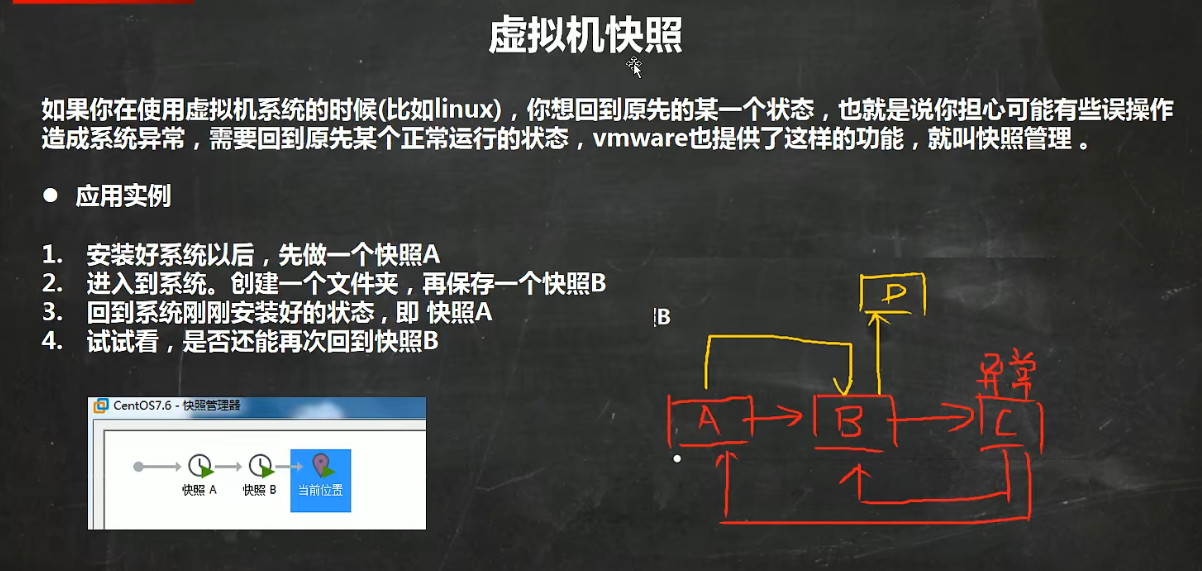 虚拟机快照
如果你在使用虚拟机系统的时候(比如linux)，你想回到原先的某一个状态，也就是说你担心可能有些误操作
造成系统异常，需要回到原先某个正常运行的状态，vmware也提供了这样的功能，就叫快照管理 。
● 应用实例
1. 安装好系统以后，先做一个快照A
2. 进入到系统。创建一个文件夹，再保存一个快照B
3. 回到系统刚刚安装好的状态，即 快照A
4. 试试看，是否还能再次回到快照B
B
D
异常
A B C
CentOS7.6 - 快照管理器
快照 A 快照 B 当前位置